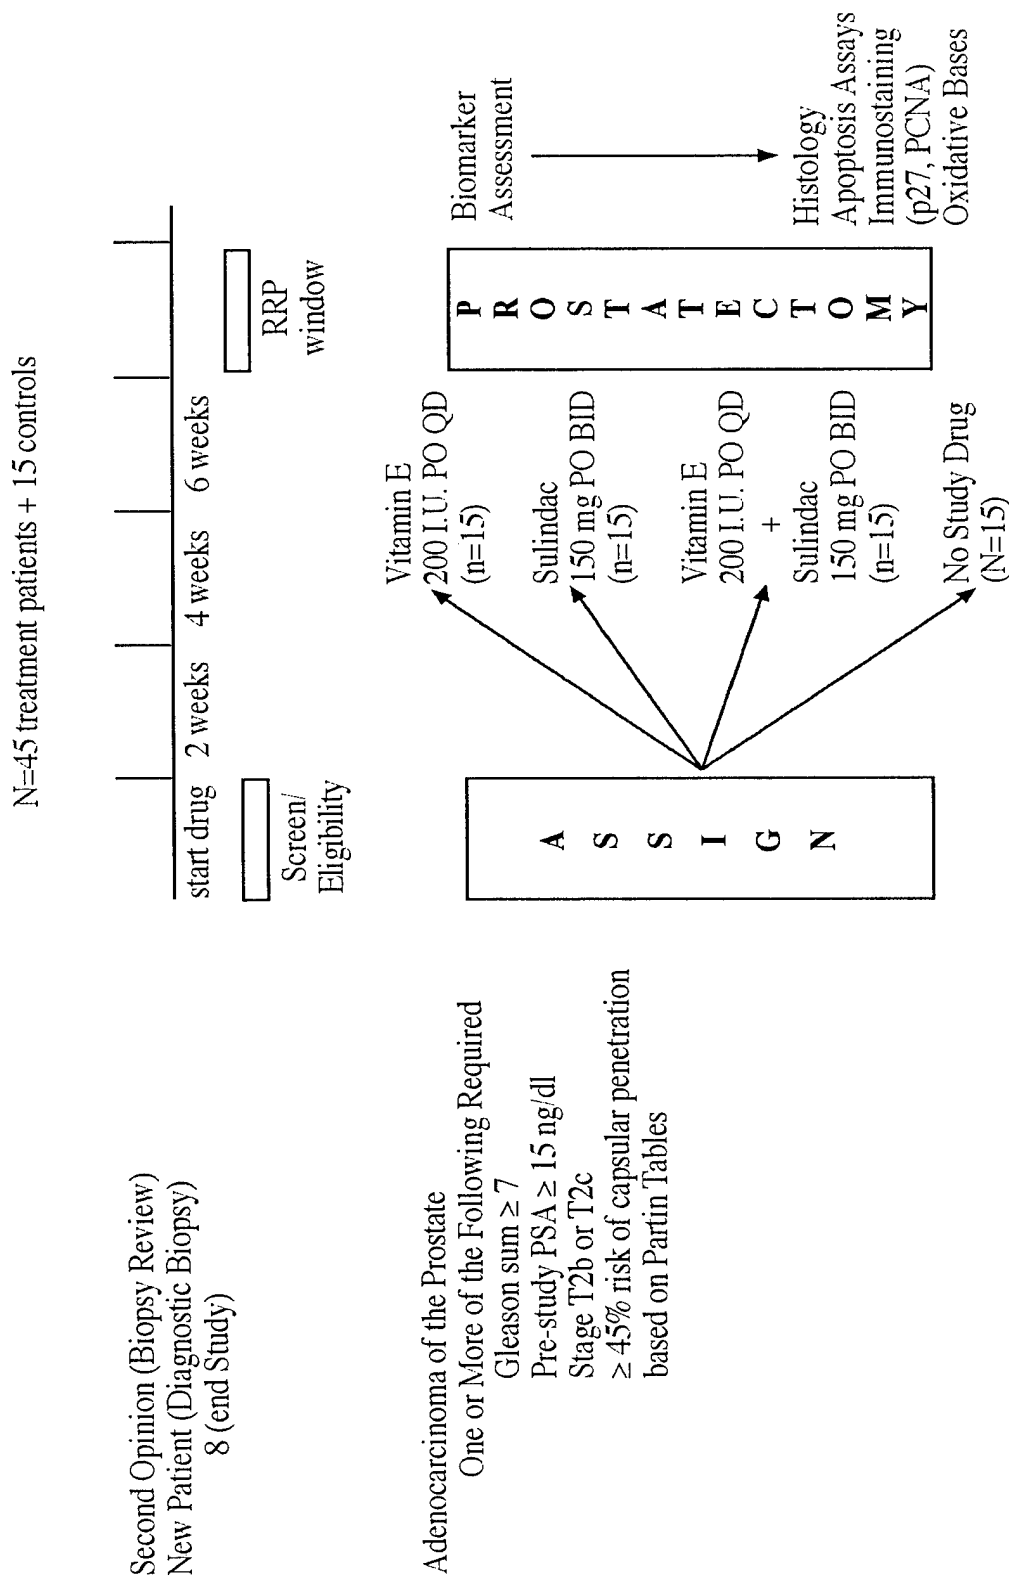 N=45 treatment patients + 15 controls
Second Opinion (Biopsy Review)
New Patient (Diagnostic Biopsy)
8 (end Study)
start drug 2 weeks 4 weeks 6 weeks
Screen/
Eligibility
RRP
window
Adenocarcinoma of the Prostate
One or More of the Following Required
Gleason sum ≥ 7
Pre-study PSA ≥ 15 ng/dl
Stage T2b or T2c
≥ 45% risk of capsular penetration
based on Partin Tables
A
S
S
I
G
N
Vitamin E
200 I.U. PO QD
(n=15)
Sulindac
150 mg PO BID
(n=15)
Vitamin E
200 I.U. PO QD
+
Sulindac
150 mg PO BID
(n=15)
No Study Drug
(N=15)
P
R
O
S
T
A
T
E
C
T
O
M
Y
Biomarker
Assessment
Histology
Apoptosis Assays
Immunostaining
(p27, PCNA)
Oxidative Bases